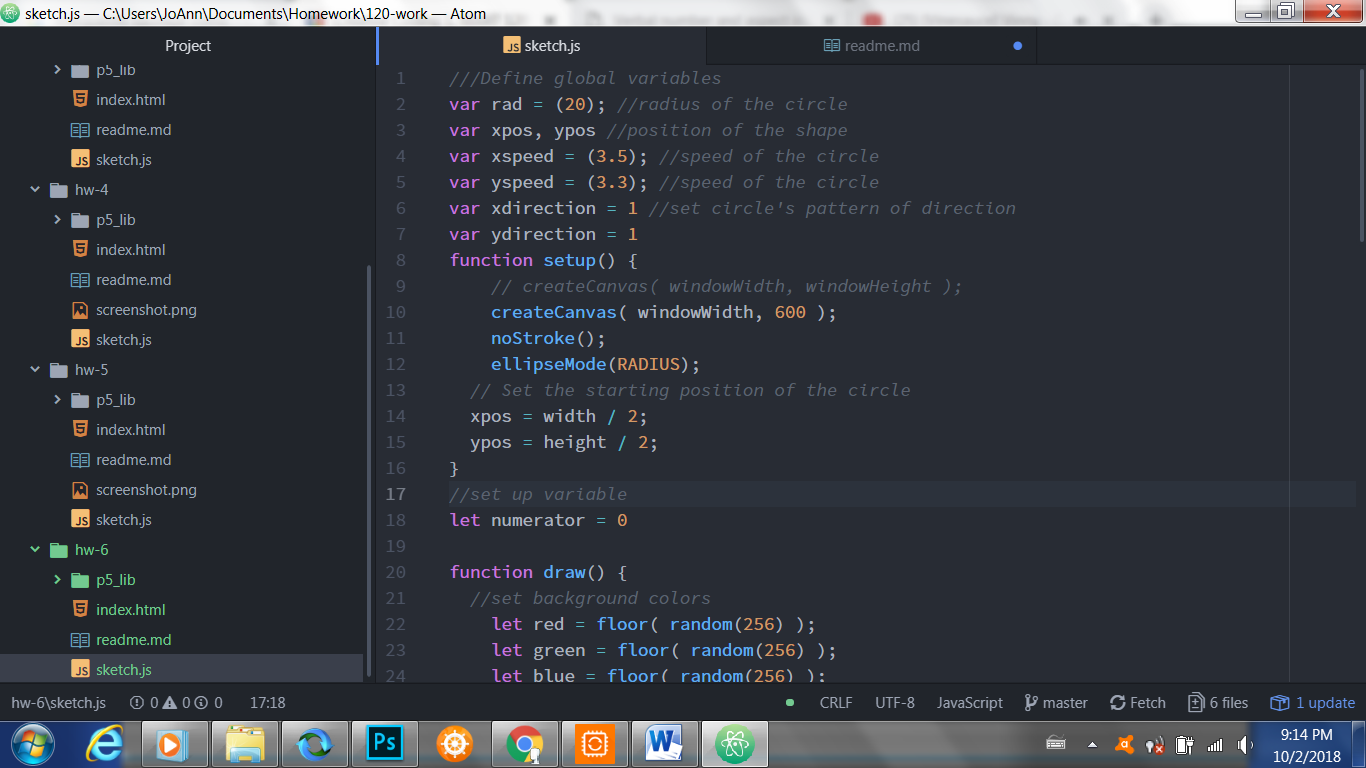 sketch.js — C:\Users\JoAnn\Documents\Homework\120-work — Atom
Project
p5_lib
index.html
readme.md
sketch.js
hw-4
p5_lib
index.html
readme.md
screenshot.png
sketch.js
hw-5
p5_lib
index.html
readme.md
screenshot.png
sketch.js
hw-6
p5_lib
index.html
readme.md
sketch.js
sketch.js
readme.md
1 ///Define global variables
2 var rad = (20); //radius of the circle
3 var xpos, ypos //position of the shape
4 var xspeed = (3.5); //speed of the circle
5 var yspeed = (3.3); //speed of the circle
6 var xdirection = 1 //set circle's pattern of direction
7 var ydirection = 1
8 function setup() {
9 // createCanvas( windowWidth, windowHeight );
10 createCanvas( windowWidth, 600 );
11 noStroke();
12 ellipseMode(RADIUS);
13 // Set the starting position of the circle
14 xpos = width / 2;
15 ypos = height / 2;
16 }
17 //set up variable
18 let numerator = 0
19
20 function draw() {
21 //set background colors
22 let red = floor( random(256) );
23 let green = floor( random(256) );
24 let blue = floor( random(256) );
hw-6\sketch.js 0 0 0 17:18 CRLF UTF-8 JavaScript master Fetch 6 files 1 update
Ps
W
9:14 PM
10/2/2018